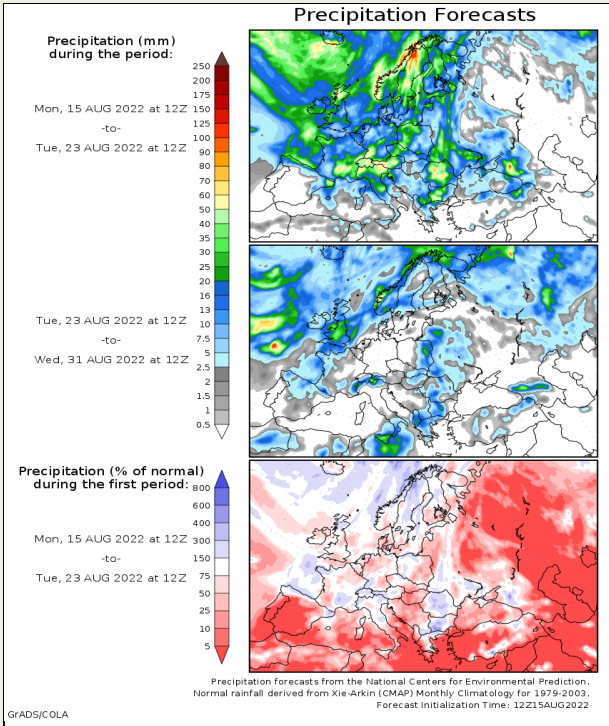 Precipitation Forecasts
Precipitation (mm)
during the period:
Mon, 15 AUG 2022 at 12Z
-to-
Tue, 23 AUG 2022 at 12Z
250
200
175
150
125
100
90
80
70
60
50
40
35
30
25
20
16
13
10
7.5
5
2.5
2
1.5
1
0.5
Tue, 23 AUG 2022 at 12Z
-to-
Wed, 31 AUG 2022 at 12Z
Precipitation (% of normal)
during the first period:
Mon, 15 AUG 2022 at 12Z
-to-
Tue, 23 AUG 2022 at 12Z
800
600
400
300
150
75
50
25
10
5
Precipitation forecasts from the National Centers for Environmental Prediction.
Normal rainfall derived from Xie-Arkin (CMAP) Monthly Climatology for 1979-2003.
Forecast Initialization Time: 12Z15AUG2022
GrADS/COLA